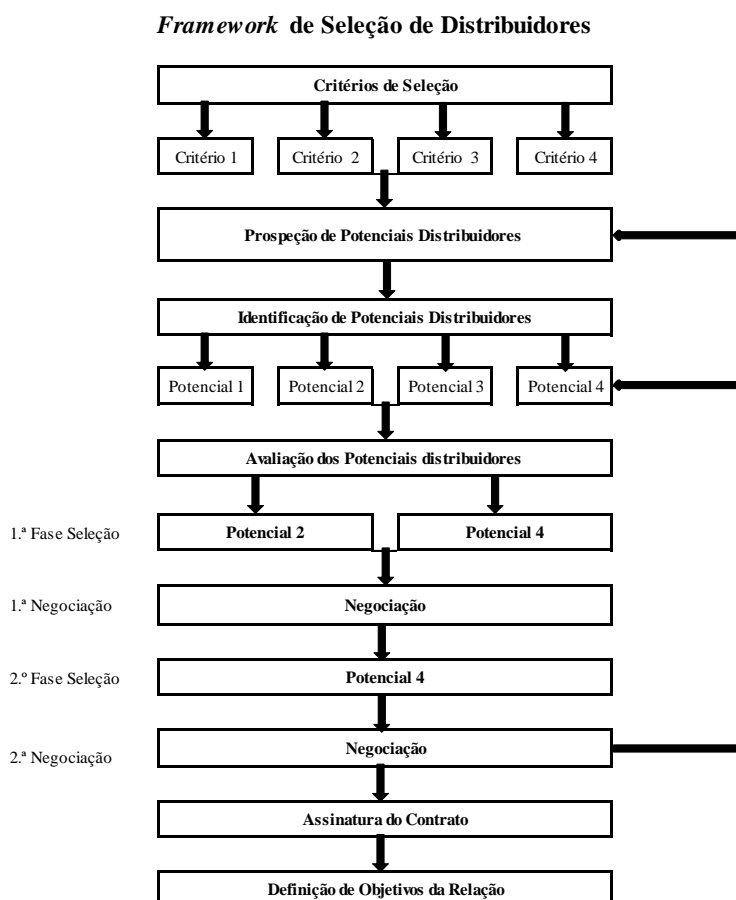 Framework de Seleção de Distribuidores
Critérios de Seleção
Critério 1
Critério 2
Critério 3
Critério 4
Prospeção de Potenciais Distribuidores
Identificação de Potenciais Distribuidores
Potencial 1
Potencial 2
Potencial 3
Potencial 4
Avaliação dos Potenciais distribuidores
1.ª Fase Seleção
Potencial 2
Potencial 4
1.ª Negociação
Negociação
2.º Fase Seleção
Potencial 4
2.ª Negociação
Negociação
Assinatura do Contrato
Definição de Objetivos da Relação